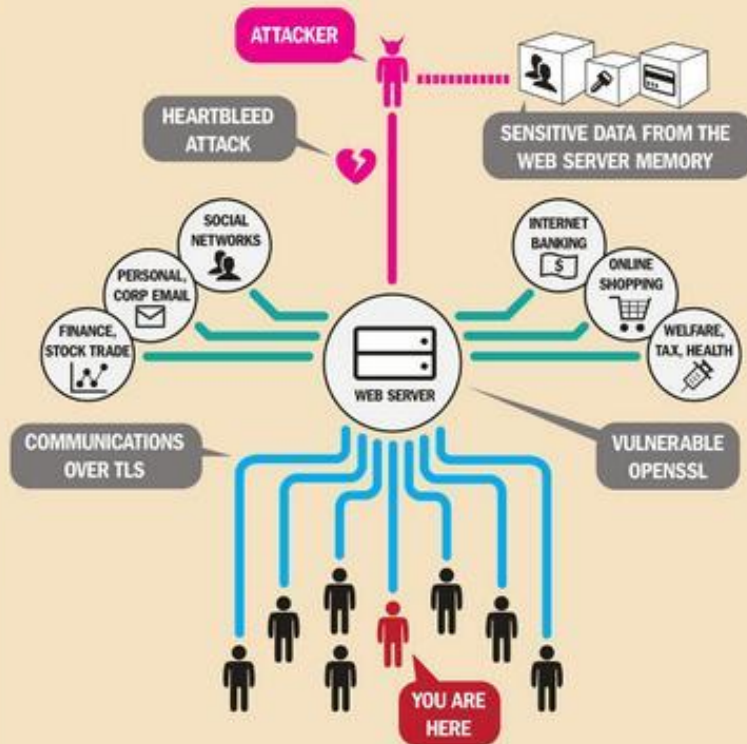 ATTACKER
HEARTBLEED
ATTACK
SENSITIVE DATA FROM THE
WEB SERVER MEMORY
SOCIAL
NETWORKS
PERSONAL,
CORP EMAIL
FINANCE,
STOCK TRADE
INTERNET
BANKING
$
ONLINE
SHOPPING
WELFARE,
TAX, HEALTH
WEB SERVER
COMMUNICATIONS
OVER TLS
VULNERABLE
OPENSSL
YOU ARE
HERE